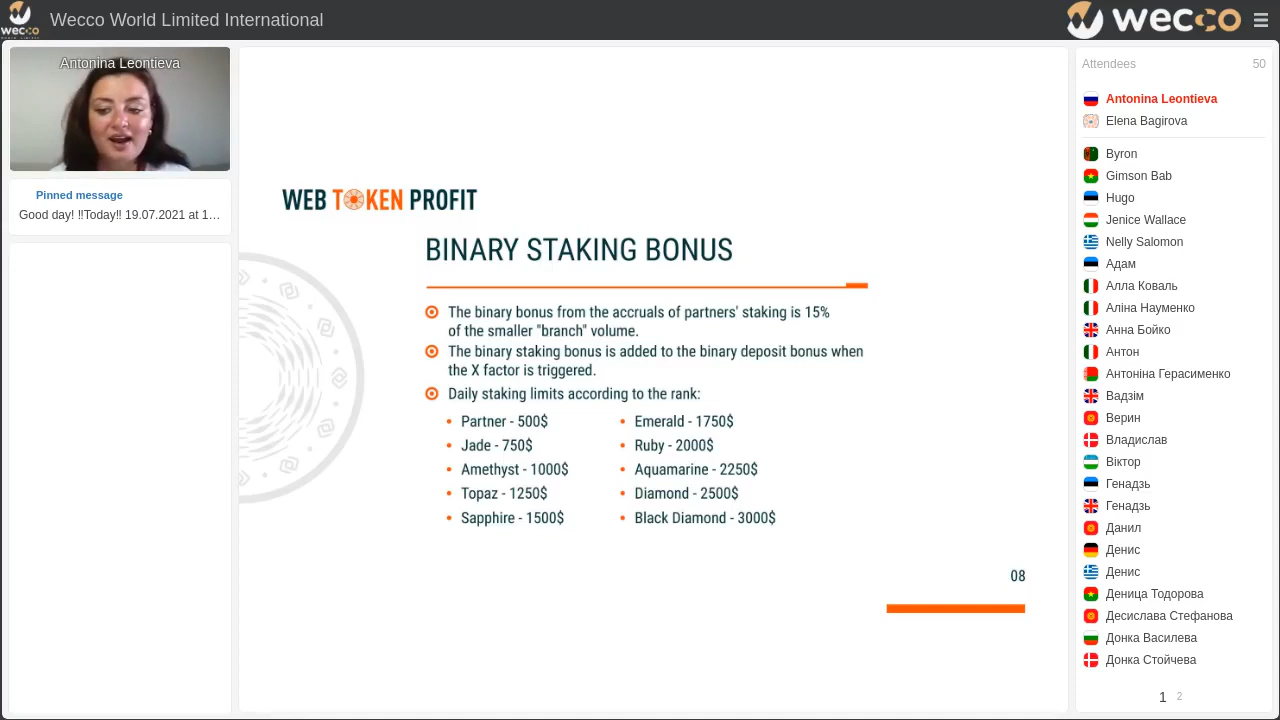 wecco
Wecco World Limited International
wecco
Antonina Leontieva
Pinned message
Good day! ‼Today‼ 19.07.2021 at 1…
WEB TOKEN PROFIT
BINARY STAKING BONUS
The binary bonus from the accruals of partners' staking is 15%
of the smaller "branch" volume.
The binary staking bonus is added to the binary deposit bonus when
the X factor is triggered.
Daily staking limits according to the rank:
Partner - 500$
Jade - 750$
Amethyst - 1000$
Topaz - 1250$
Sapphire - 1500$
Emerald - 1750$
Ruby - 2000$
Aquamarine - 2250$
Diamond - 2500$
Black Diamond - 3000$
08
Attendees 50
Antonina Leontieva
Elena Bagirova
Byron
Gimson Bab
Hugo
Jenice Wallace
Nelly Salomon
Адам
Алла Коваль
Аліна Науменко
Анна Бойко
Антон
Антоніна Герасименко
Вадзім
Верин
Владислав
Віктор
Генадзь
Генадзь
Данил
Денис
Денис
Деница Тодорова
Десислава Стефанова
Донка Василева
Донка Стойчева
1 2